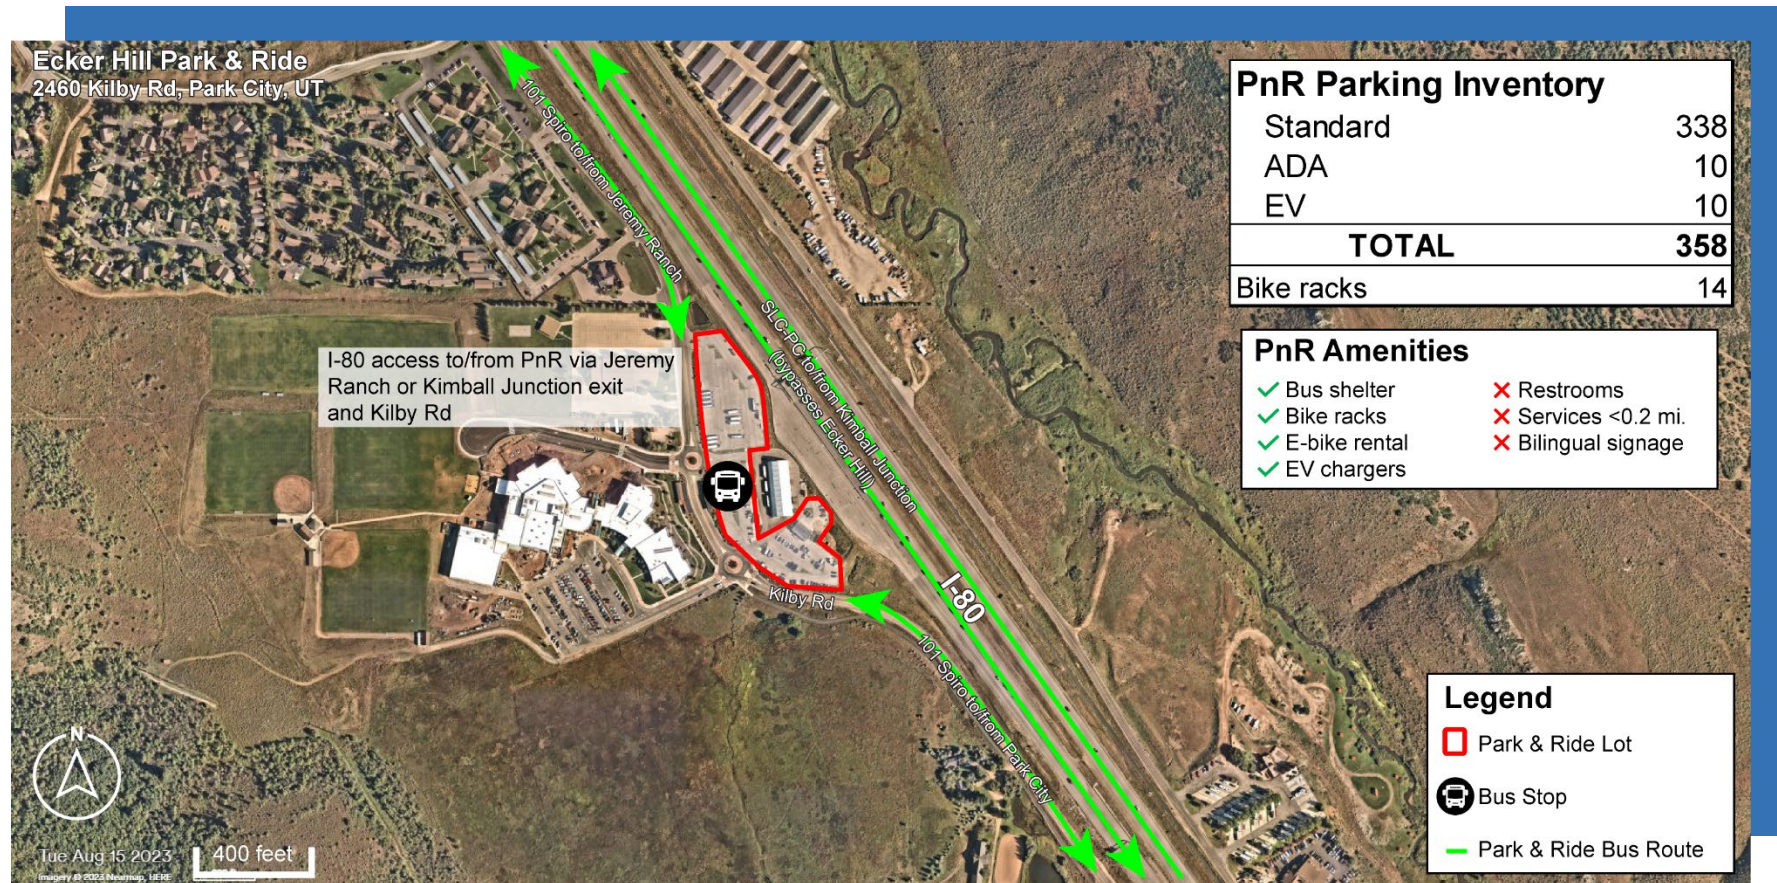 Ecker Hill Park & Ride
2460 Kilby Rd, Park City, UT
101 Spiro to/from Jeremy Ranch
SLC-PC to/from Kimball Junction
(bypasses Ecker Hill)
I-80 access to/from PnR via Jeremy
Ranch or Kimball Junction exit
and Kilby Rd
Kilby Rd
I-80
101 Spiro to/from Park City
PnR Parking Inventory
Standard 338
ADA 10
EV 10
TOTAL 358
Bike racks 14
PnR Amenities
Bus shelter
Bike racks
E-bike rental
EV chargers
Restrooms
Services <0.2 mi.
Bilingual signage
Legend
Park & Ride Lot
Bus Stop
Park & Ride Bus Route
N
Tue Aug 15 2023
Imagery © 2023 Nearmap, HERE
400 feet